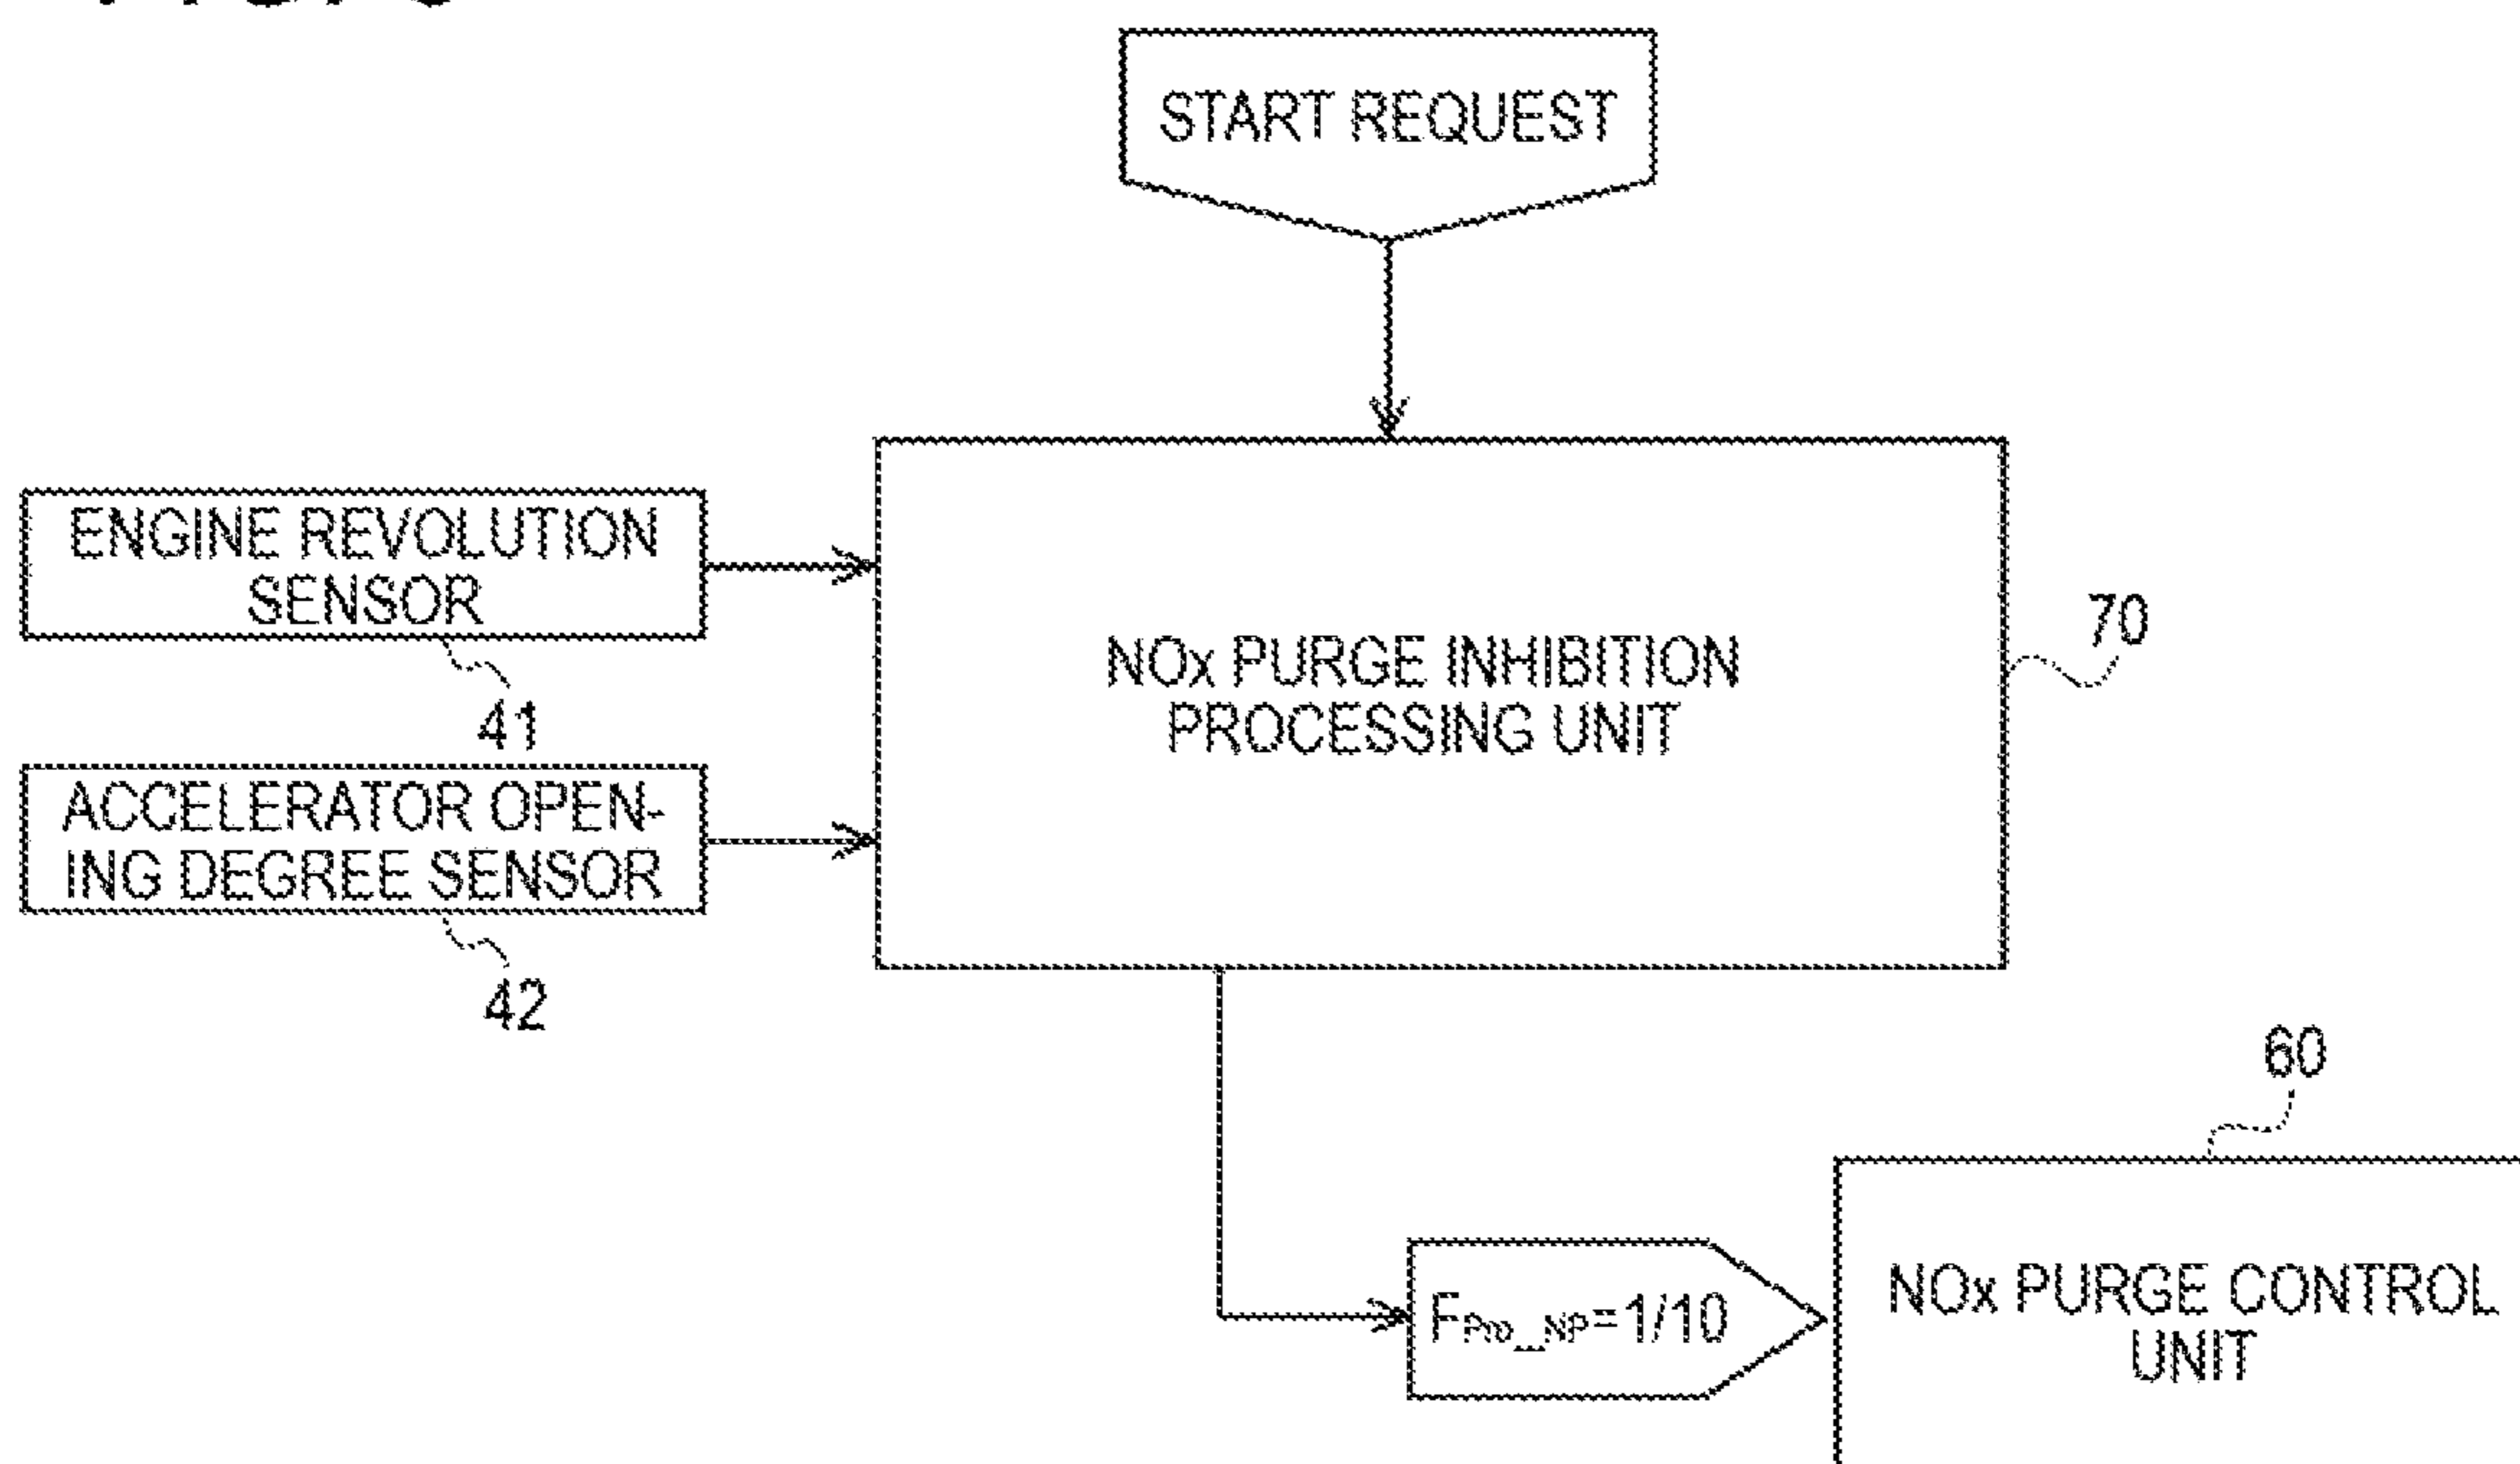 START REQUEST
ENGINE REVOLUTION
SENSOR
41
ACCELERATOR OPEN-
ING DEGREE SENSOR
42
NOx PURGE INHIBITION
PROCESSING UNIT
70
60
FPro_NP=1/10
NOx PURGE CONTROL
UNIT